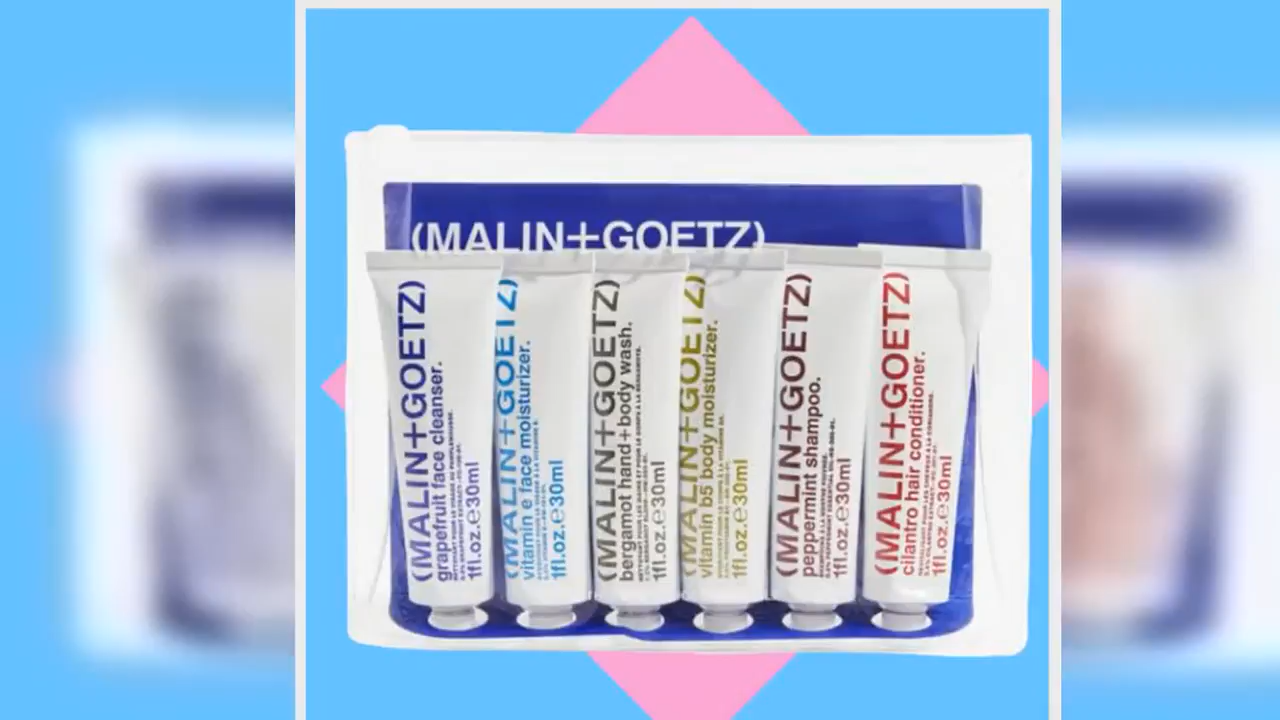 (MALIN+GOETZ)
(MALIN+GOETZ)
grapefruit face cleanser.
1fl.oz.℮30ml
(MALIN+GOETZ)
vitamin e face moisturizer.
1fl.oz.℮30ml
(MALIN+GOETZ)
bergamot hand+body wash.
1fl.oz.℮30ml
(MALIN+GOETZ)
vitamin b5 body moisturizer.
1fl.oz.℮30ml
(MALIN+GOETZ)
peppermint shampoo.
1fl.oz.℮30ml
(MALIN+GOETZ)
cilantro hair conditioner.
1fl.oz.℮30ml